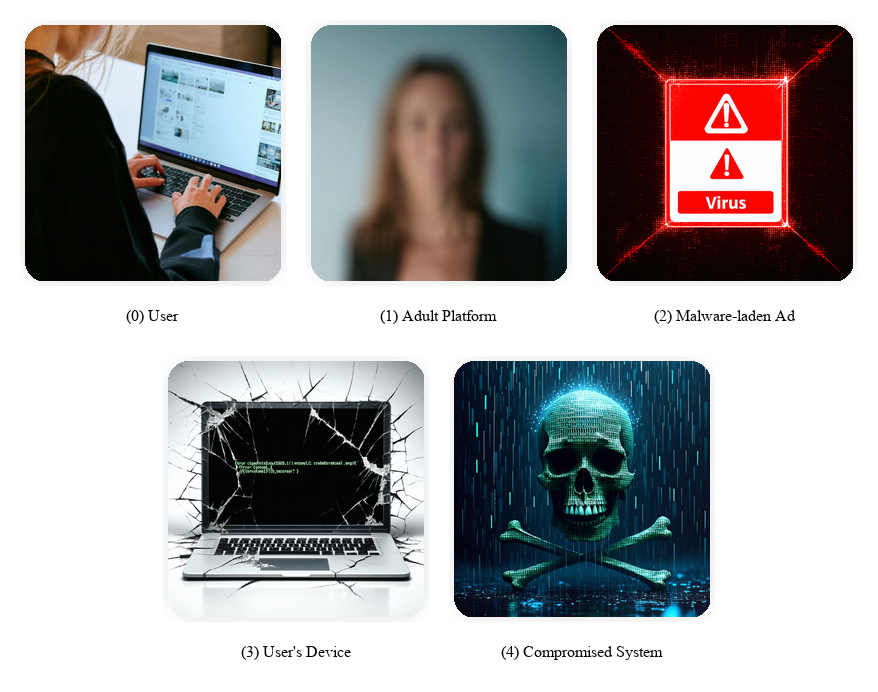 Virus
(0) User
(1) Adult Platform
(2) Malware-laden Ad
(3) User's Device
(4) Compromised System